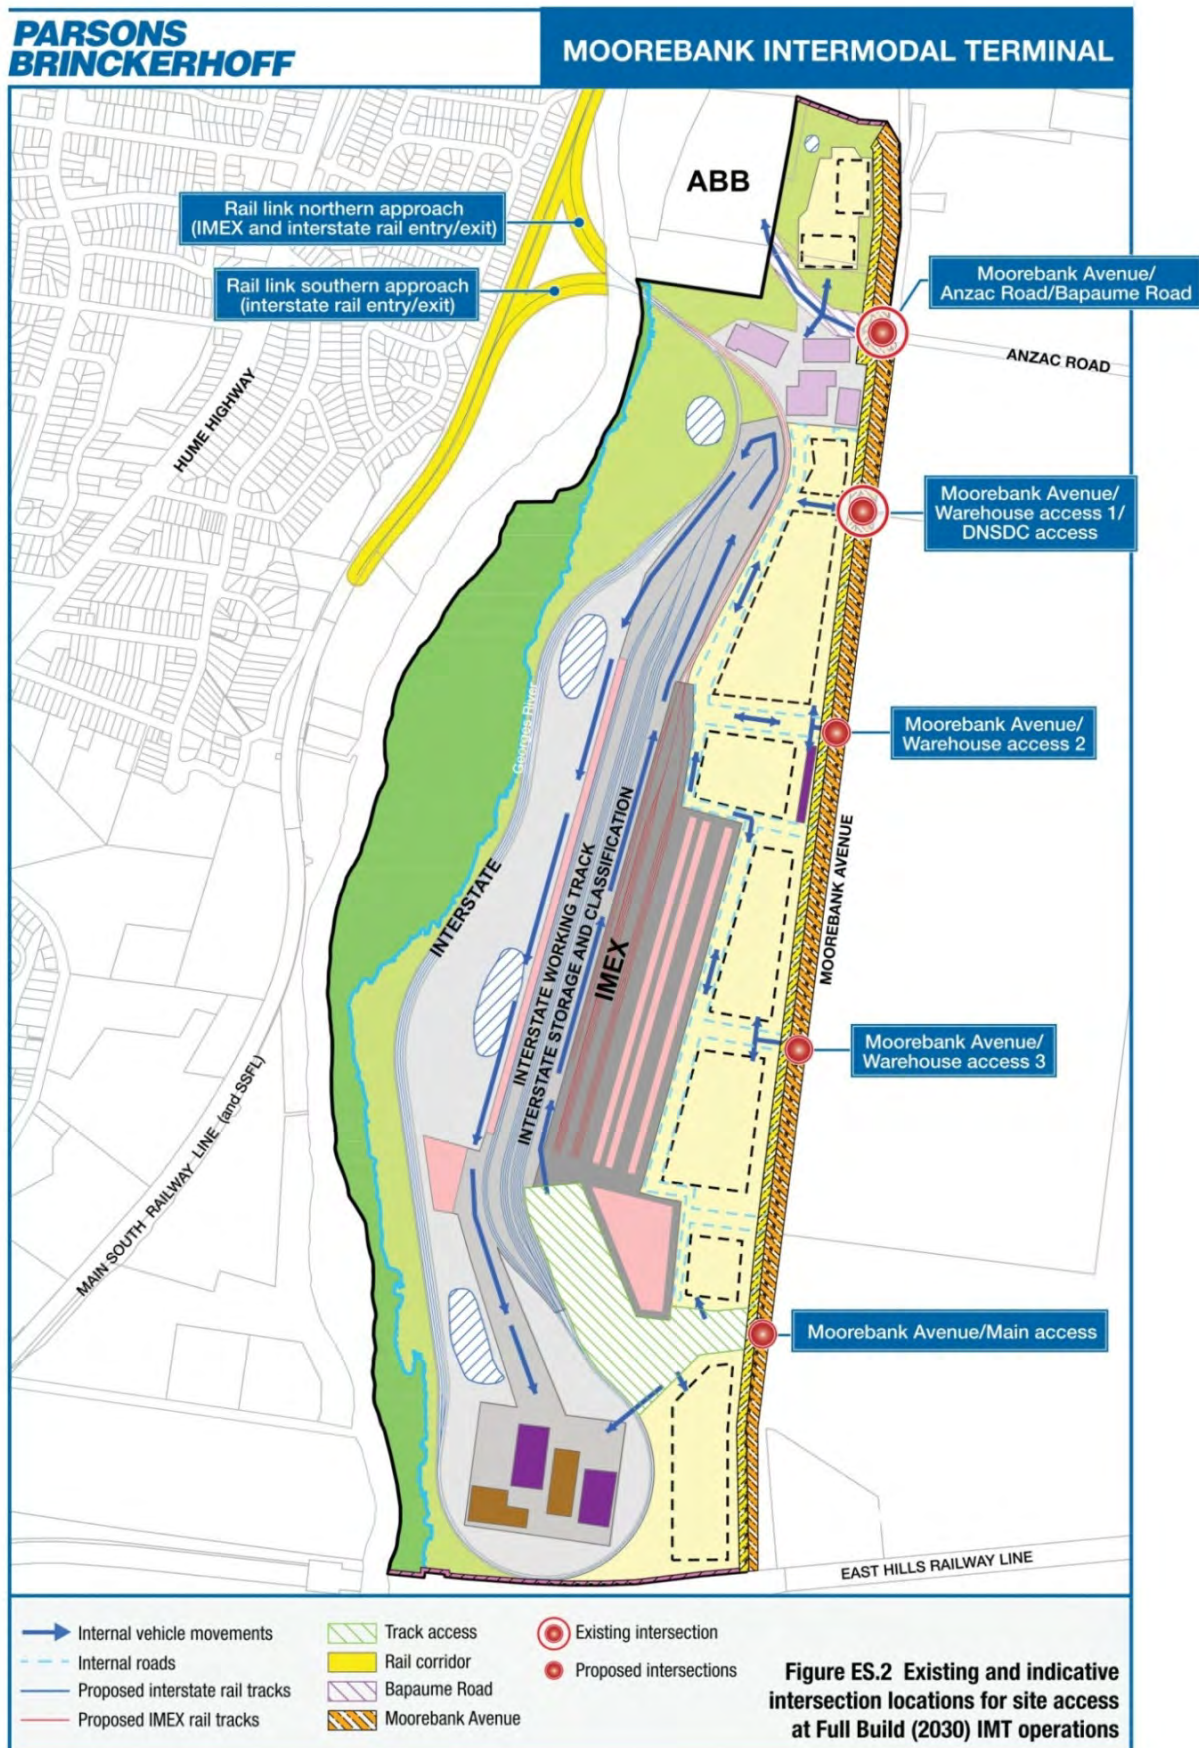 PARSONS
BRINCKERHOFF
MOOREBANK INTERMODAL TERMINAL
ABB
Rail link northern approach
(IMEX and interstate rail entry/exit)
Rail link southern approach
(interstate rail entry/exit)
Moorebank Avenue/
Anzac Road/Bapaume Road
ANZAC ROAD
HUME HIGHWAY
Moorebank Avenue/
Warehouse access 1/
DNSDC access
Georges River
Moorebank Avenue/
Warehouse access 2
INTERSTATE
INTERSTATE WORKING TRACK
INTERSTATE STORAGE AND CLASSIFICATION
IMEX
MOOREBANK AVENUE
Moorebank Avenue/
Warehouse access 3
MAIN SOUTH RAILWAY LINE (and SSFL)
Moorebank Avenue/Main access
EAST HILLS RAILWAY LINE
Internal vehicle movements
Internal roads
Proposed interstate rail tracks
Proposed IMEX rail tracks
Track access
Rail corridor
Bapaume Road
Moorebank Avenue
Existing intersection
Proposed intersections
Figure ES.2 Existing and indicative
intersection locations for site access
at Full Build (2030) IMT operations